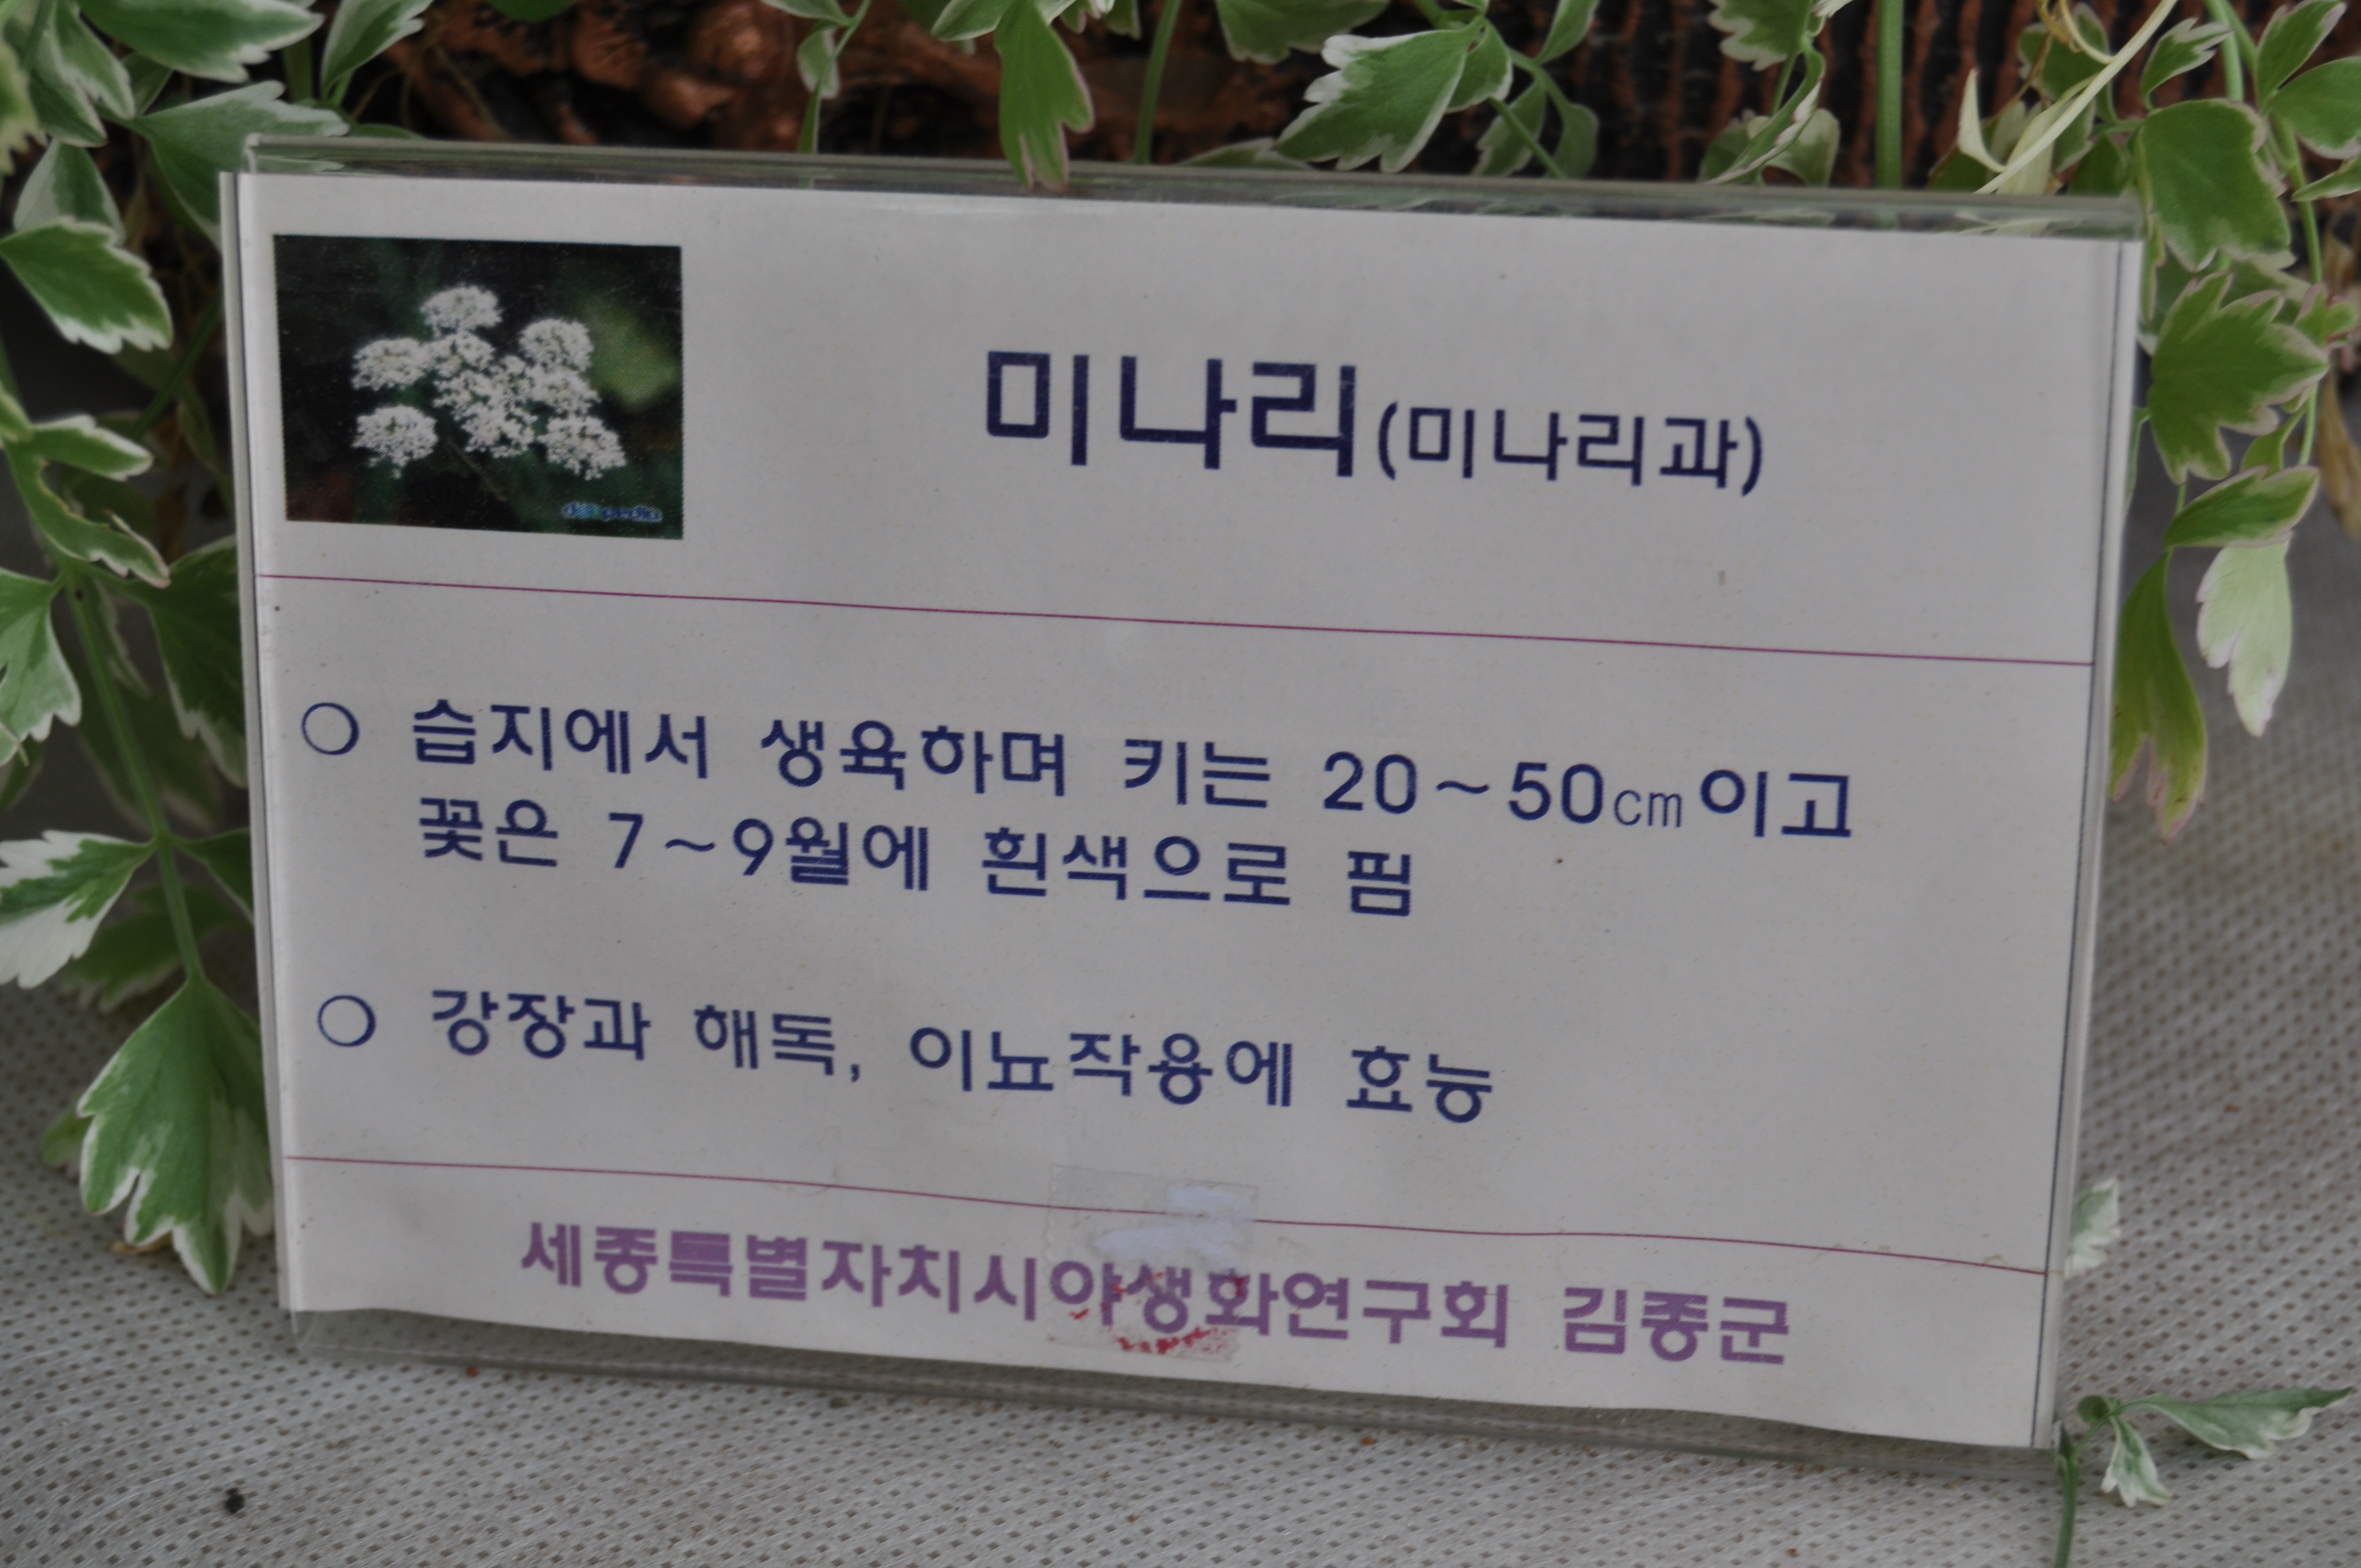 미나리(미나리과)
○ 습지에서 생육하며 키는 20~50㎝이고
꽃은 7~9월에 흰색으로 핌
○ 강장과 해독, 이뇨작용에 효능
세종특별자치시야생화연구회 김종군